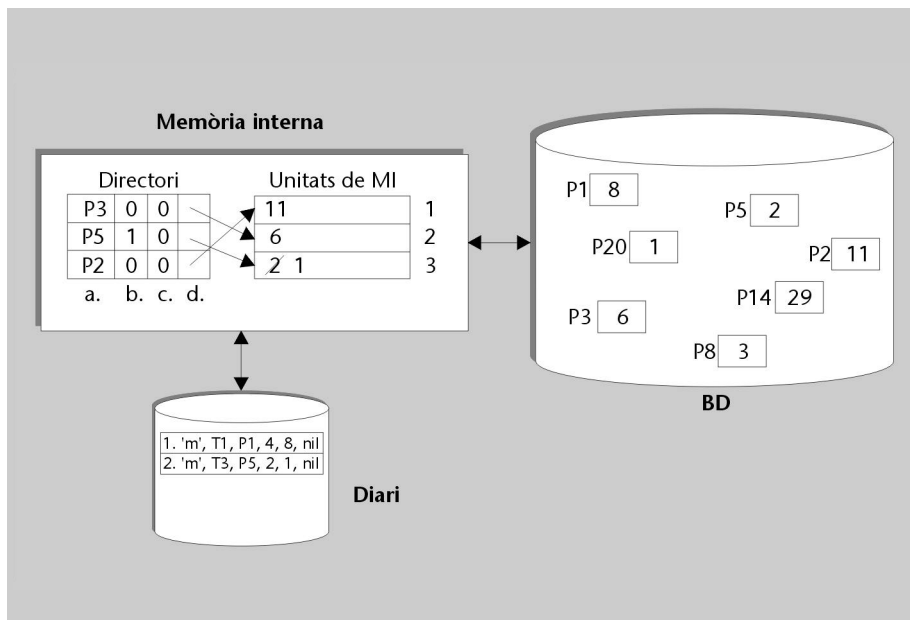 Memòria interna
Directori
Unitats de MI
P3 0 0
11 1
P5 1 0
6 2
P2 0 0
2 1 3
a. b. c. d.
P1 8
P5 2
P20 1
P2 11
P14 29
P3 6
P8 3
BD
1. 'm', T1, P1, 4, 8, nil
2. 'm', T3, P5, 2, 1, nil
Diari